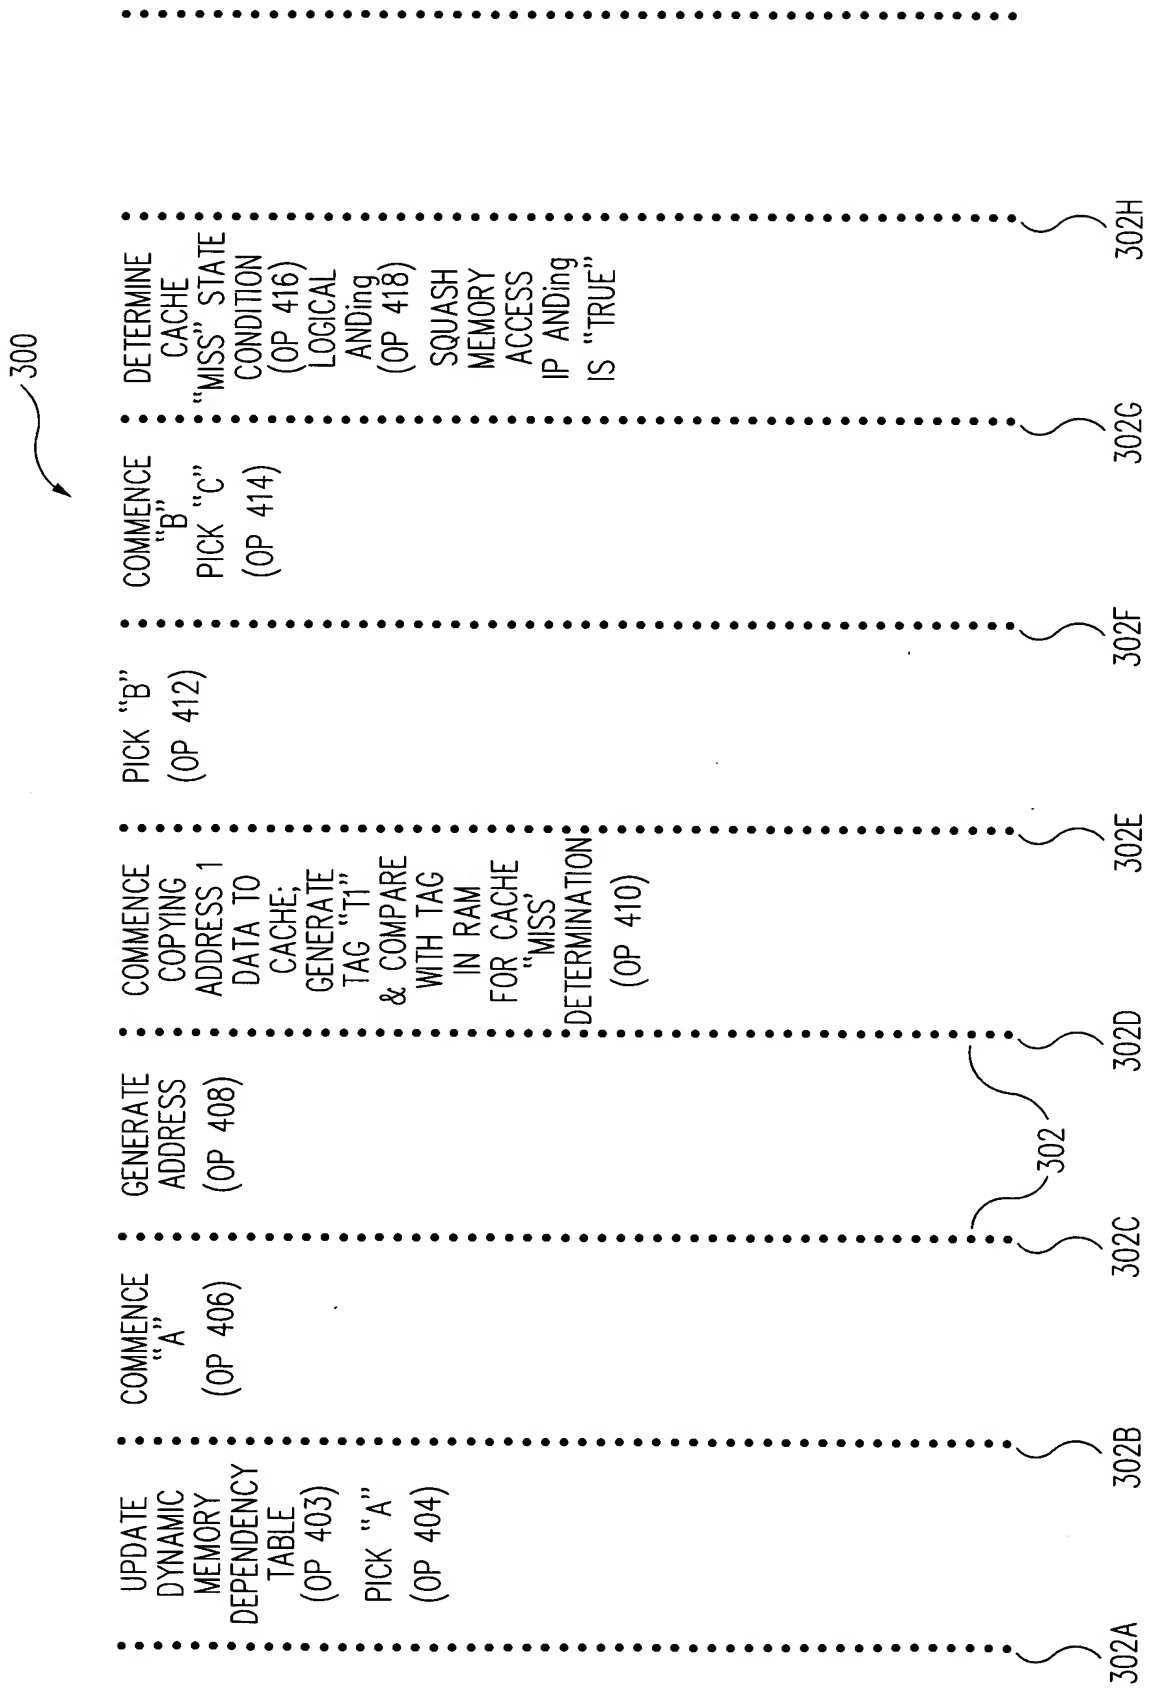 300
UPDATE
DYNAMIC
MEMORY
DEPENDENCY
TABLE
(OP 403)
PICK "A"
(OP 404)
COMMENCE
"A"
(OP 406)
GENERATE
ADDRESS
(OP 408)
COMMENCE
COPYING
ADDRESS 1
DATA TO
CACHE;
GENERATE
TAG "T1"
& COMPARE
WITH TAG
IN RAM
FOR CACHE
"MISS'
DETERMINATION
(OP 410)
PICK "B"
(OP 412)
COMMENCE
"B"
PICK "C"
(OP 414)
DETERMINE
CACHE
"MISS" STATE
CONDITION
(OP 416)
LOGICAL
ANDing
(OP 418)
SQUASH
MEMORY
ACCESS
IP ANDing
IS "TRUE"
302
302A
302B
302C
302D
302E
302F
302G
302H